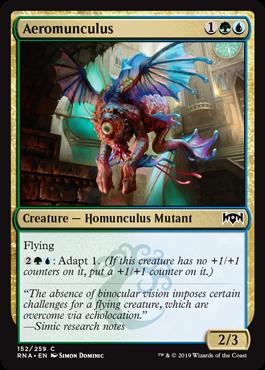 Aeromunculus 1
Creature — Homunculus Mutant
RNA
Flying
2: Adapt 1. (If this creature has no +1/+1
counters on it, put a +1/+1 counter on it.)
"The absence of binocular vision imposes certain
challenges for a flying creature, which are
overcome via echolocation."
—Simic research notes
2/3
152/259 C
RNA • EN Simon Dominic
™ & © 2019 Wizards of the Coast